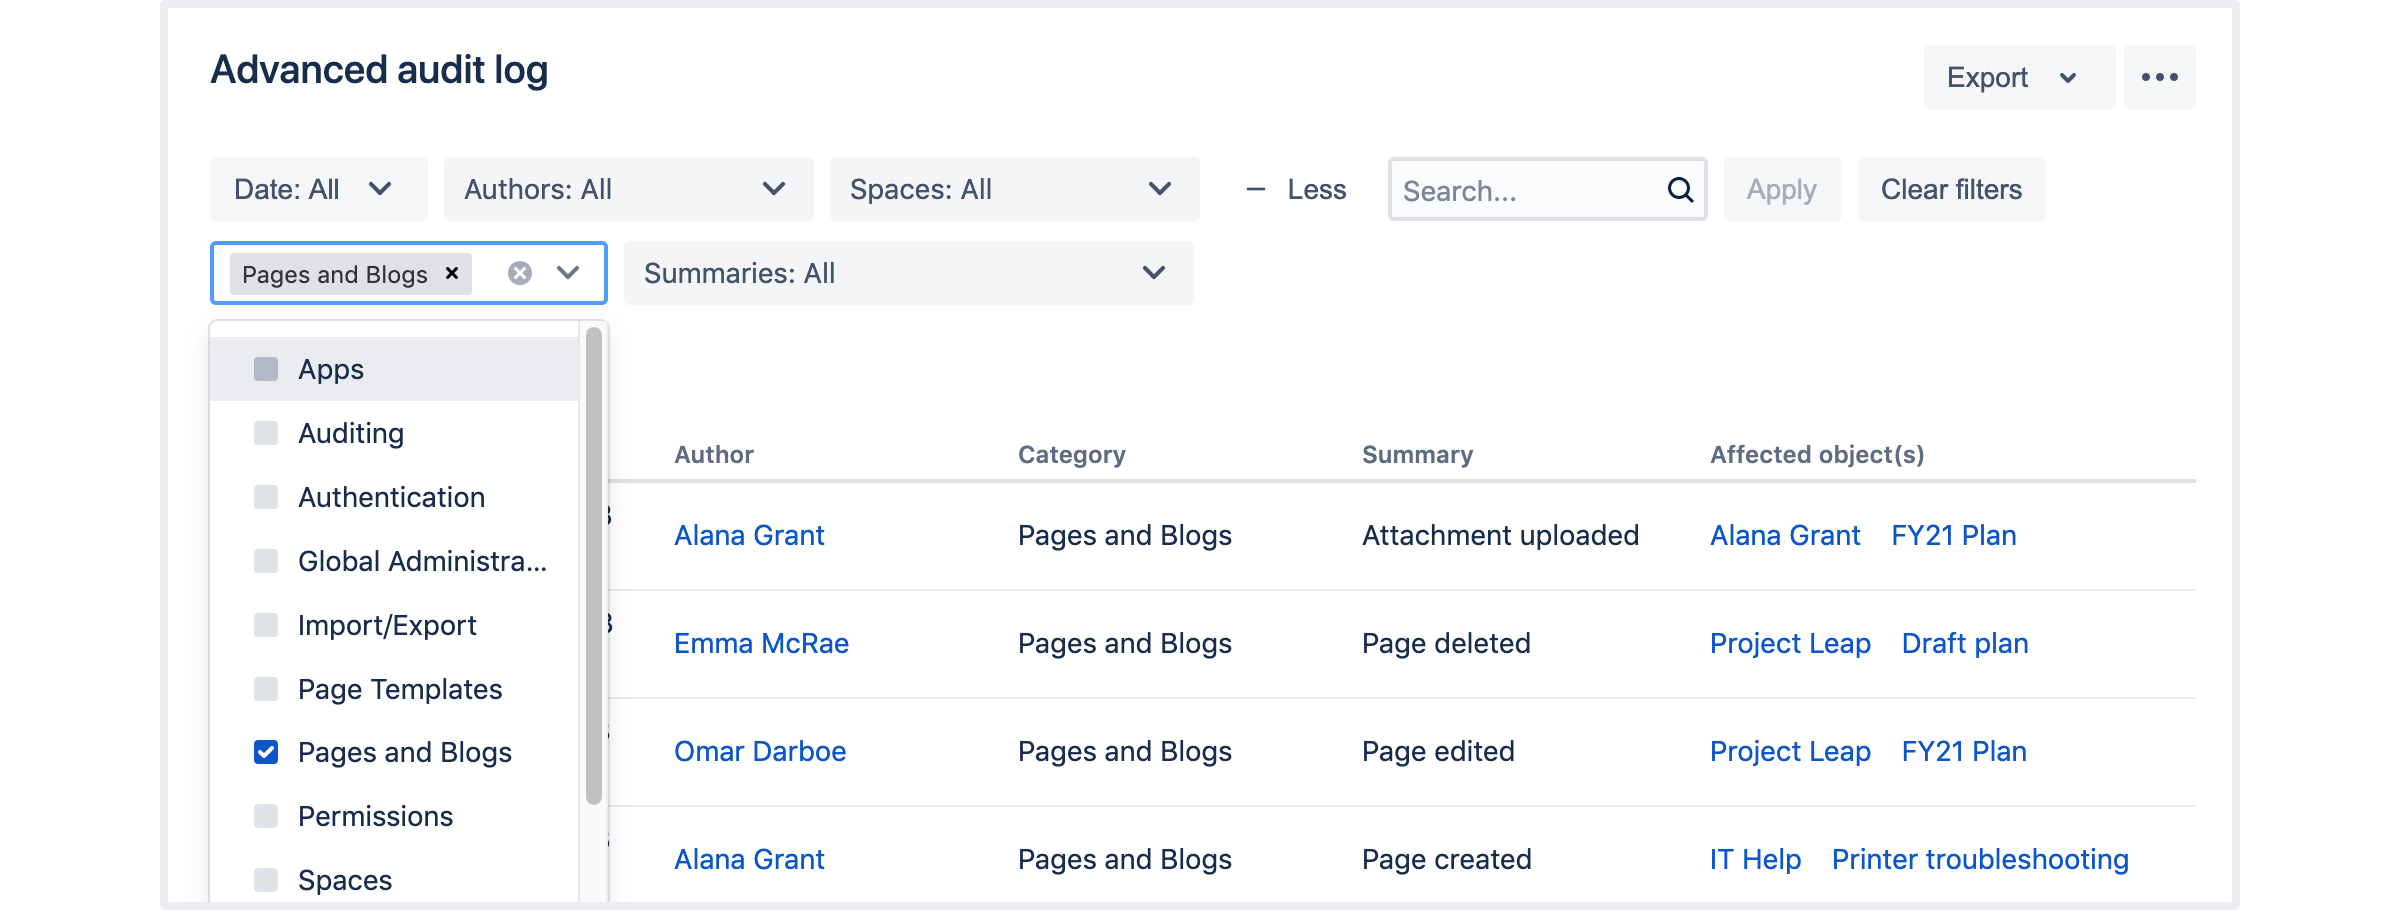 Advanced audit log
Export
Date: All
Authors: All
Spaces: All
Less
Search...
Apply
Clear filters
Pages and Blogs
Summaries: All
Apps
Auditing
Authentication
Global Administra...
Import/Export
Page Templates
Pages and Blogs
Permissions
Spaces
Author Category Summary Affected object(s)
Alana Grant Pages and Blogs Attachment uploaded Alana Grant FY21 Plan
Emma McRae Pages and Blogs Page deleted Project Leap Draft plan
Omar Darboe Pages and Blogs Page edited Project Leap FY21 Plan
Alana Grant Pages and Blogs Page created IT Help Printer troubleshooting